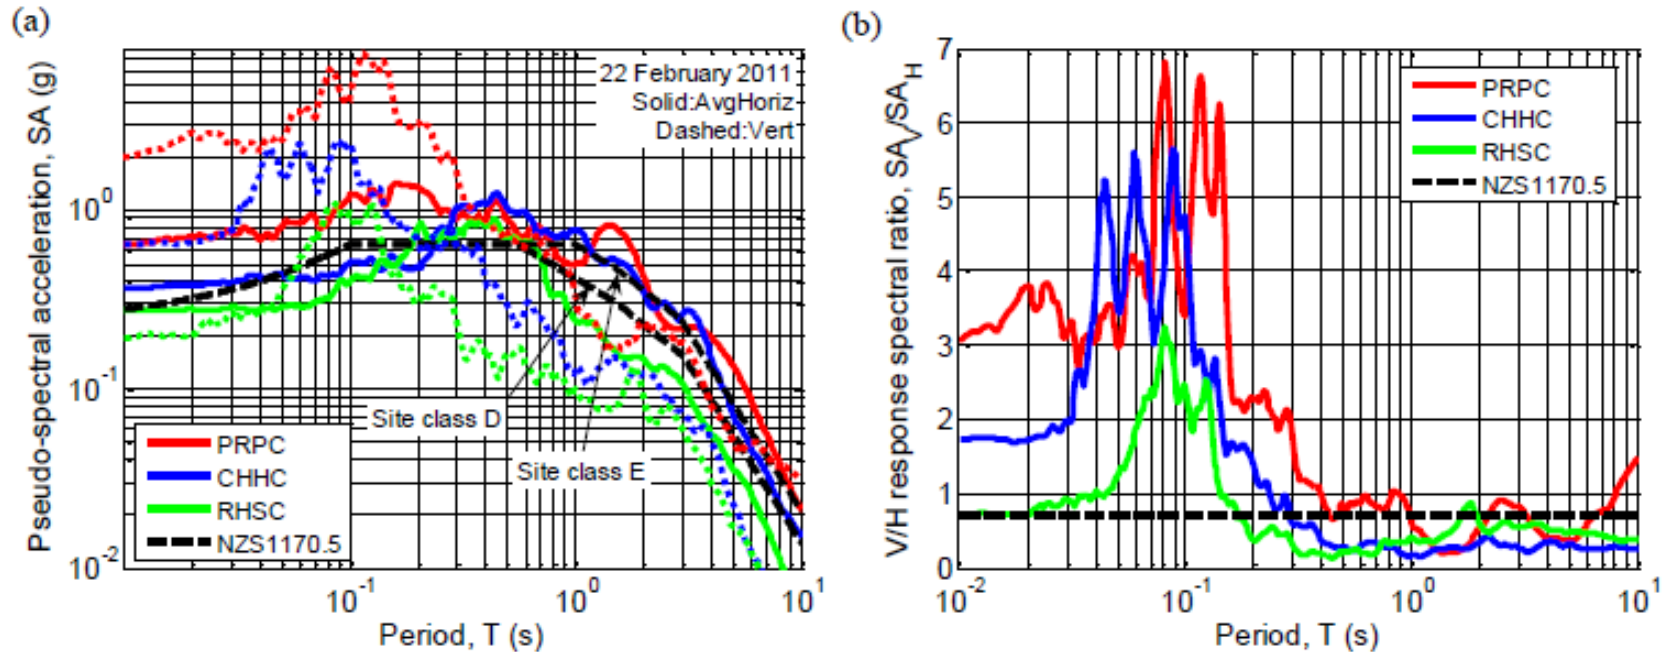 (a)
Pseudo-spectral acceleration, SA (g)
10^0
10^-1
10^-2
22 February 2011
Solid:AvgHoriz
Dashed:Vert
Site class D
Site class E
PRPC
CHHC
RHSC
NZS1170.5
10^-1
10^0
10^1
Period, T (s)
(b)
V/H response spectral ratio, SA_V/SA_H
7
6
5
4
3
2
1
0
PRPC
CHHC
RHSC
NZS1170.5
10^-2
10^-1
10^0
10^1
Period, T (s)